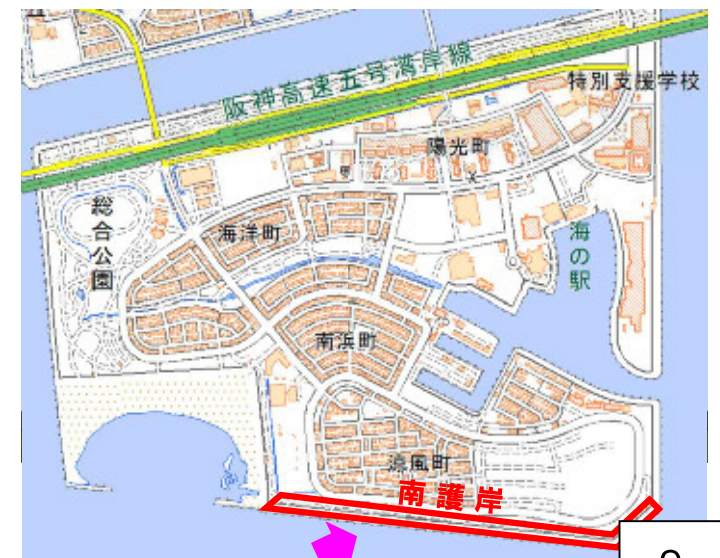 阪神高速五号湾岸線
特別支援学校
陽光町
総合公園
海洋町
海の駅
南浜町
涼風町
南護岸